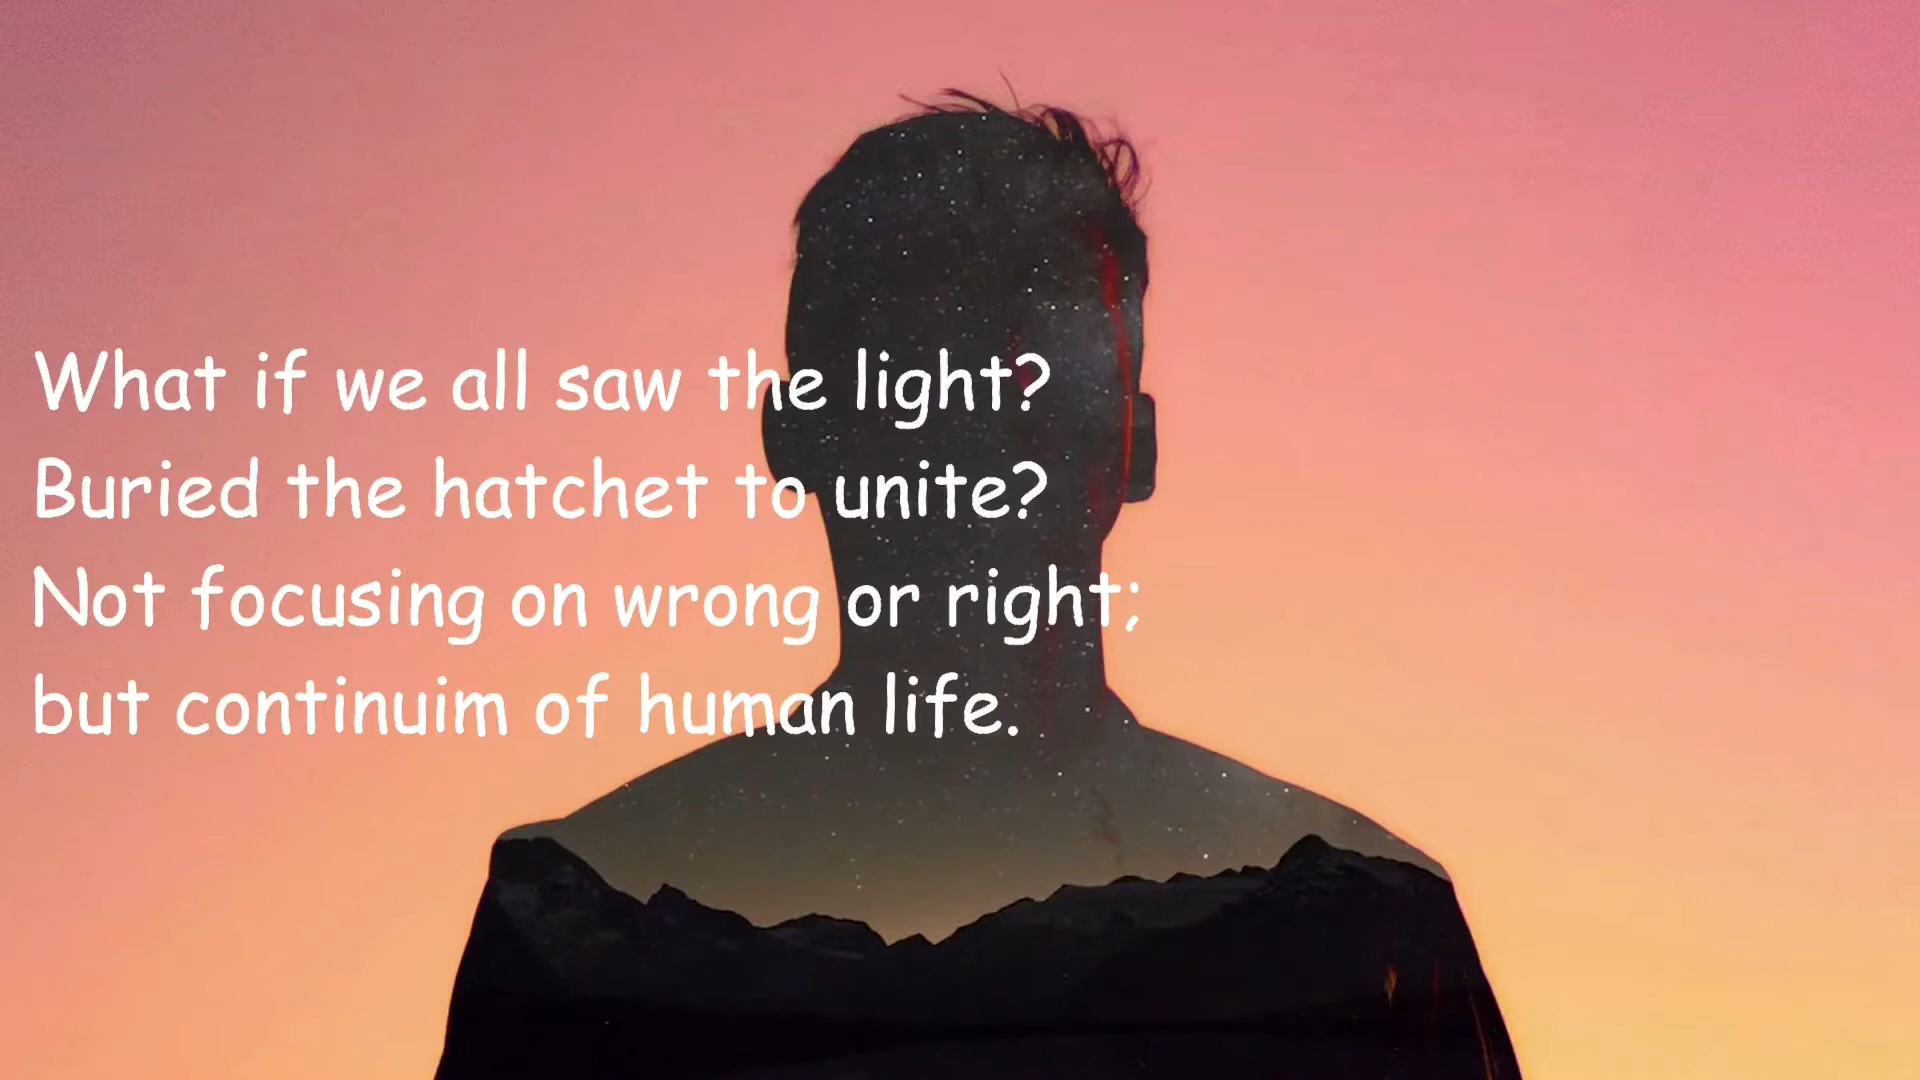 What if we all saw the light?
Buried the hatchet to unite?
Not focusing on wrong or right;
but continuim of human life.